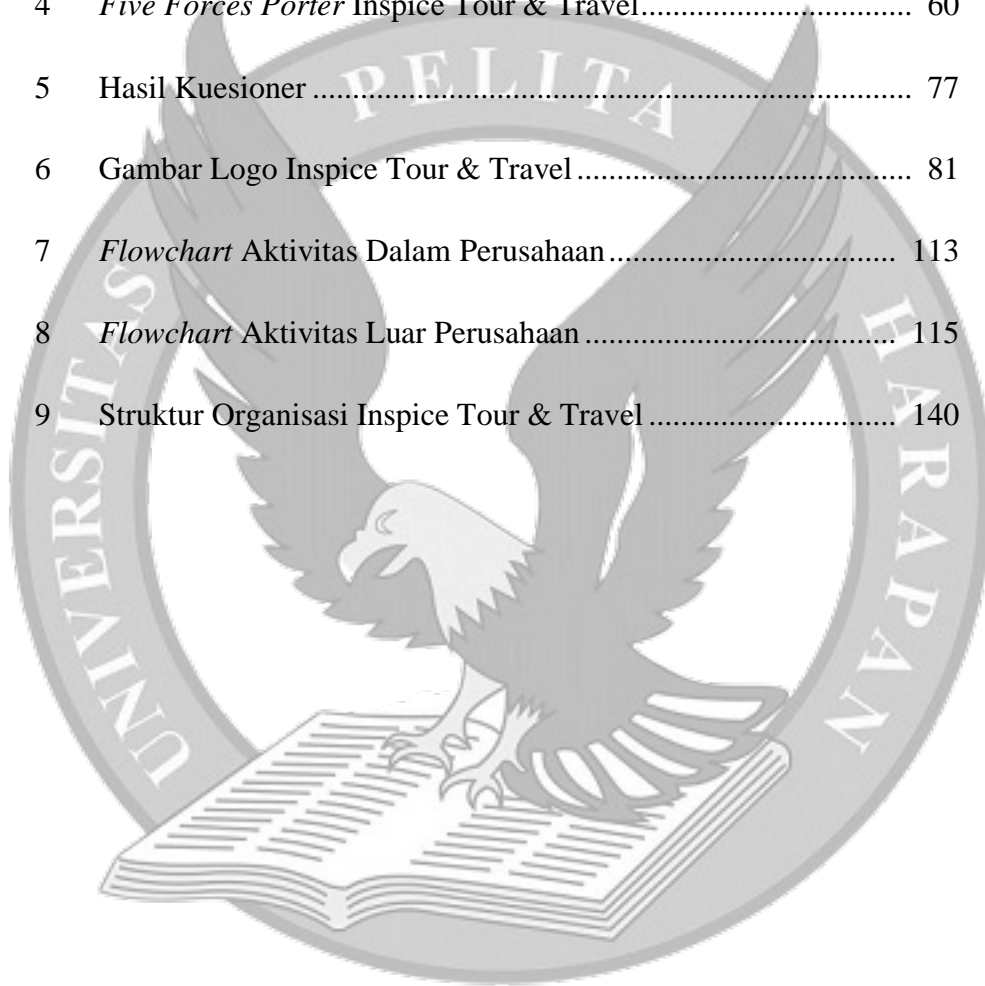 4 Five Forces Porter Inspice Tour & Travel.................................. 60
5 Hasil Kuesioner ........................................................................... 77
6 Gambar Logo Inspice Tour & Travel.......................................... 81
7 Flowchart Aktivitas Dalam Perusahaan.................................... 113
8 Flowchart Aktivitas Luar Perusahaan ....................................... 115
9 Struktur Organisasi Inspice Tour & Travel............................... 140
UNIVERSITAS PELITA HARAPAN